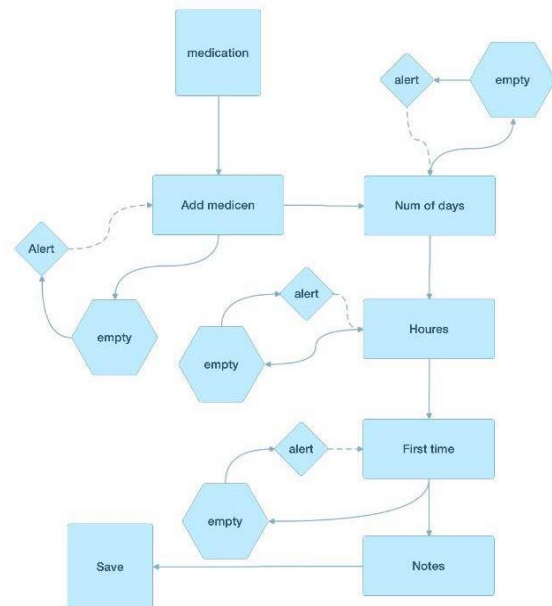 medication
alert
empty
Add medicen
Num of days
Alert
empty
alert
empty
Houres
alert
First time
empty
Save
Notes